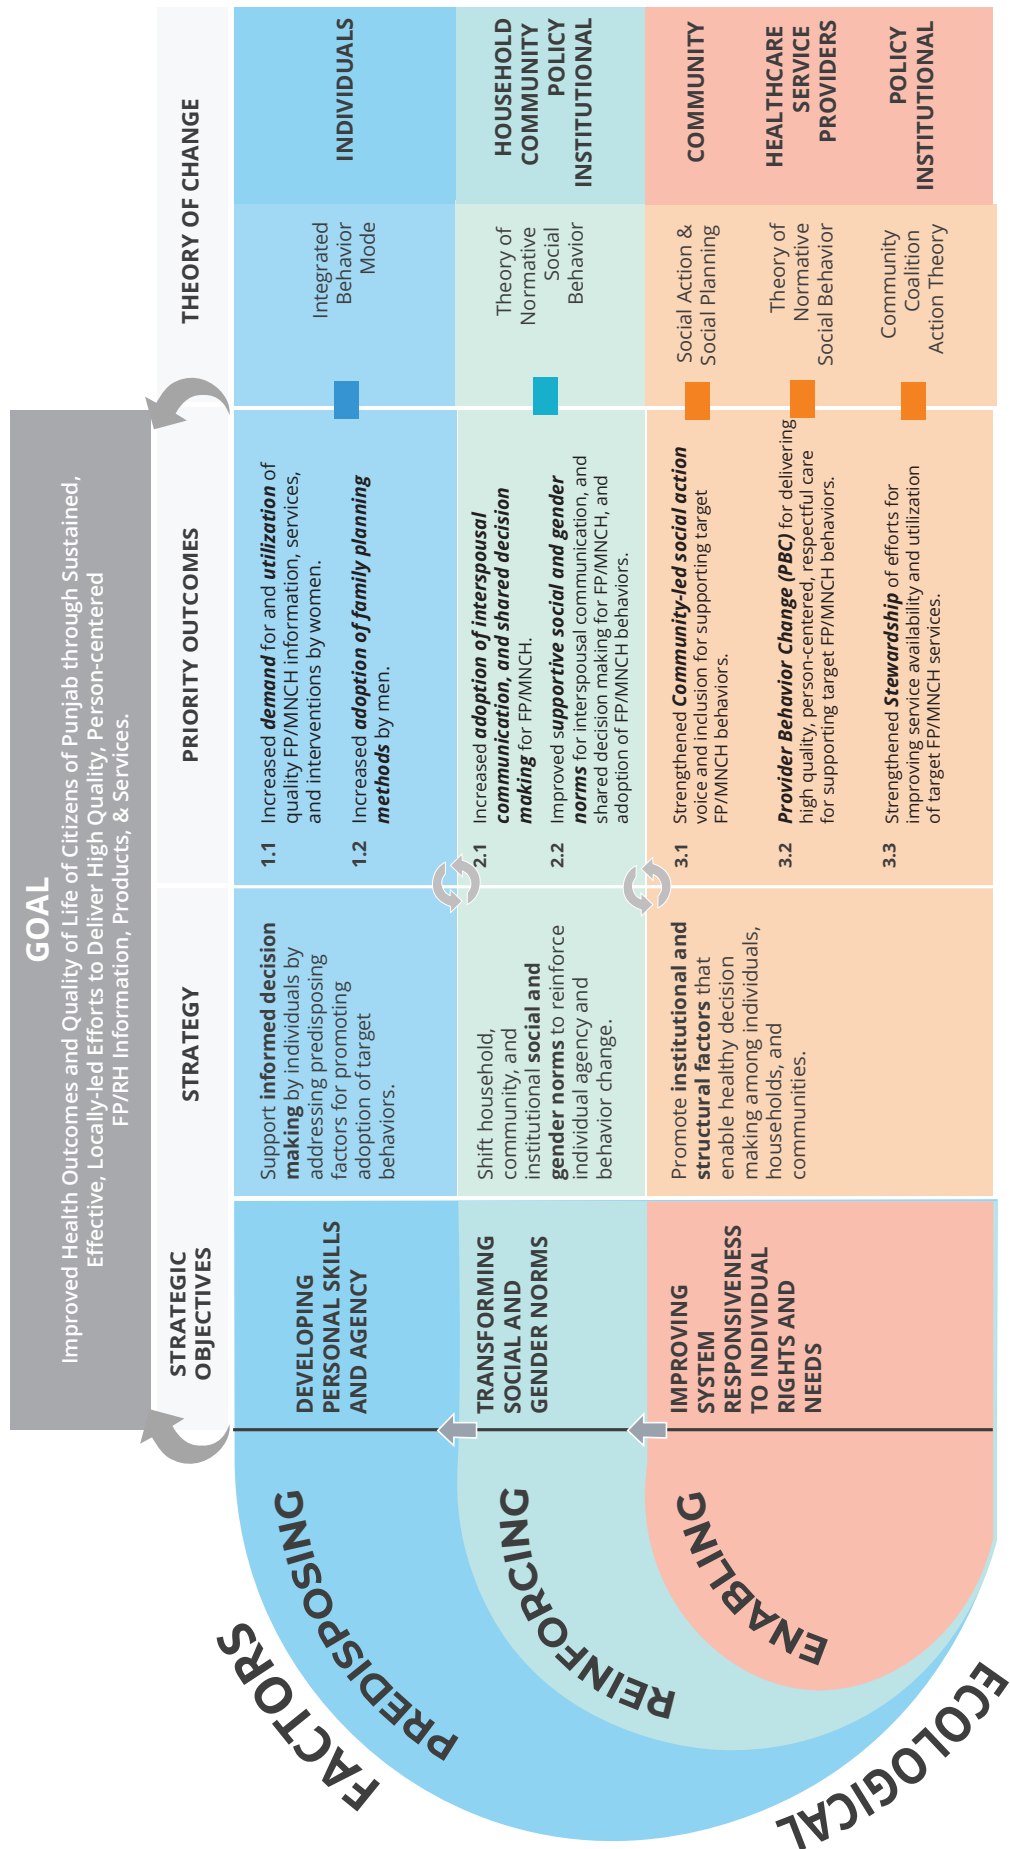 GOAL
Improved Health Outcomes and Quality of Life of Citizens of Punjab through Sustained,
Effective, Locally-led Efforts to Deliver High Quality, Person-centered
FP/RH Information, Products, & Services.
STRATEGIC
OBJECTIVES
STRATEGY
PRIORITY OUTCOMES
THEORY OF CHANGE
ECOLOGICAL
FACTORS
PREDISPOSING
DEVELOPING
PERSONAL SKILLS
AND AGENCY
Support informed decision
making by individuals by
addressing predisposing
factors for promoting
adoption of target
behaviors.
1.1 Increased demand for and utilization of
quality FP/MNCH information, services,
and interventions by women.
1.2 Increased adoption of family planning
methods by men.
Integrated
Behavior
Mode
INDIVIDUALS
REINFORCING
TRANSFORMING
SOCIAL AND
GENDER NORMS
Shift household,
community, and
institutional social and
gender norms to reinforce
individual agency and
behavior change.
2.1 Increased adoption of interspousal
communication, and shared decision
making for FP/MNCH.
2.2 Improved supportive social and gender
norms for interspousal communication, and
shared decision making for FP/MNCH, and
adoption of FP/MNCH behaviors.
Theory of
Normative
Social
Behavior
HOUSEHOLD
COMMUNITY
POLICY
INSTITUTIONAL
ENABLING
IMPROVING
SYSTEM
RESPONSIVENESS
TO INDIVIDUAL
RIGHTS AND
NEEDS
Promote institutional and
structural factors that
enable healthy decision
making among individuals,
households, and
communities.
3.1 Strengthened Community-led social action
voice and inclusion for supporting target
FP/MNCH behaviors.
Social Action &
Social Planning
COMMUNITY
3.2 Provider Behavior Change (PBC) for delivering
high quality, person-centered, respectful care
for supporting target FP/MNCH behaviors.
Theory of
Normative
Social Behavior
HEALTHCARE
SERVICE
PROVIDERS
3.3 Strengthened Stewardship of efforts for
improving service availability and utilization
of target FP/MNCH services.
Community
Coalition
Action Theory
POLICY
INSTITUTIONAL